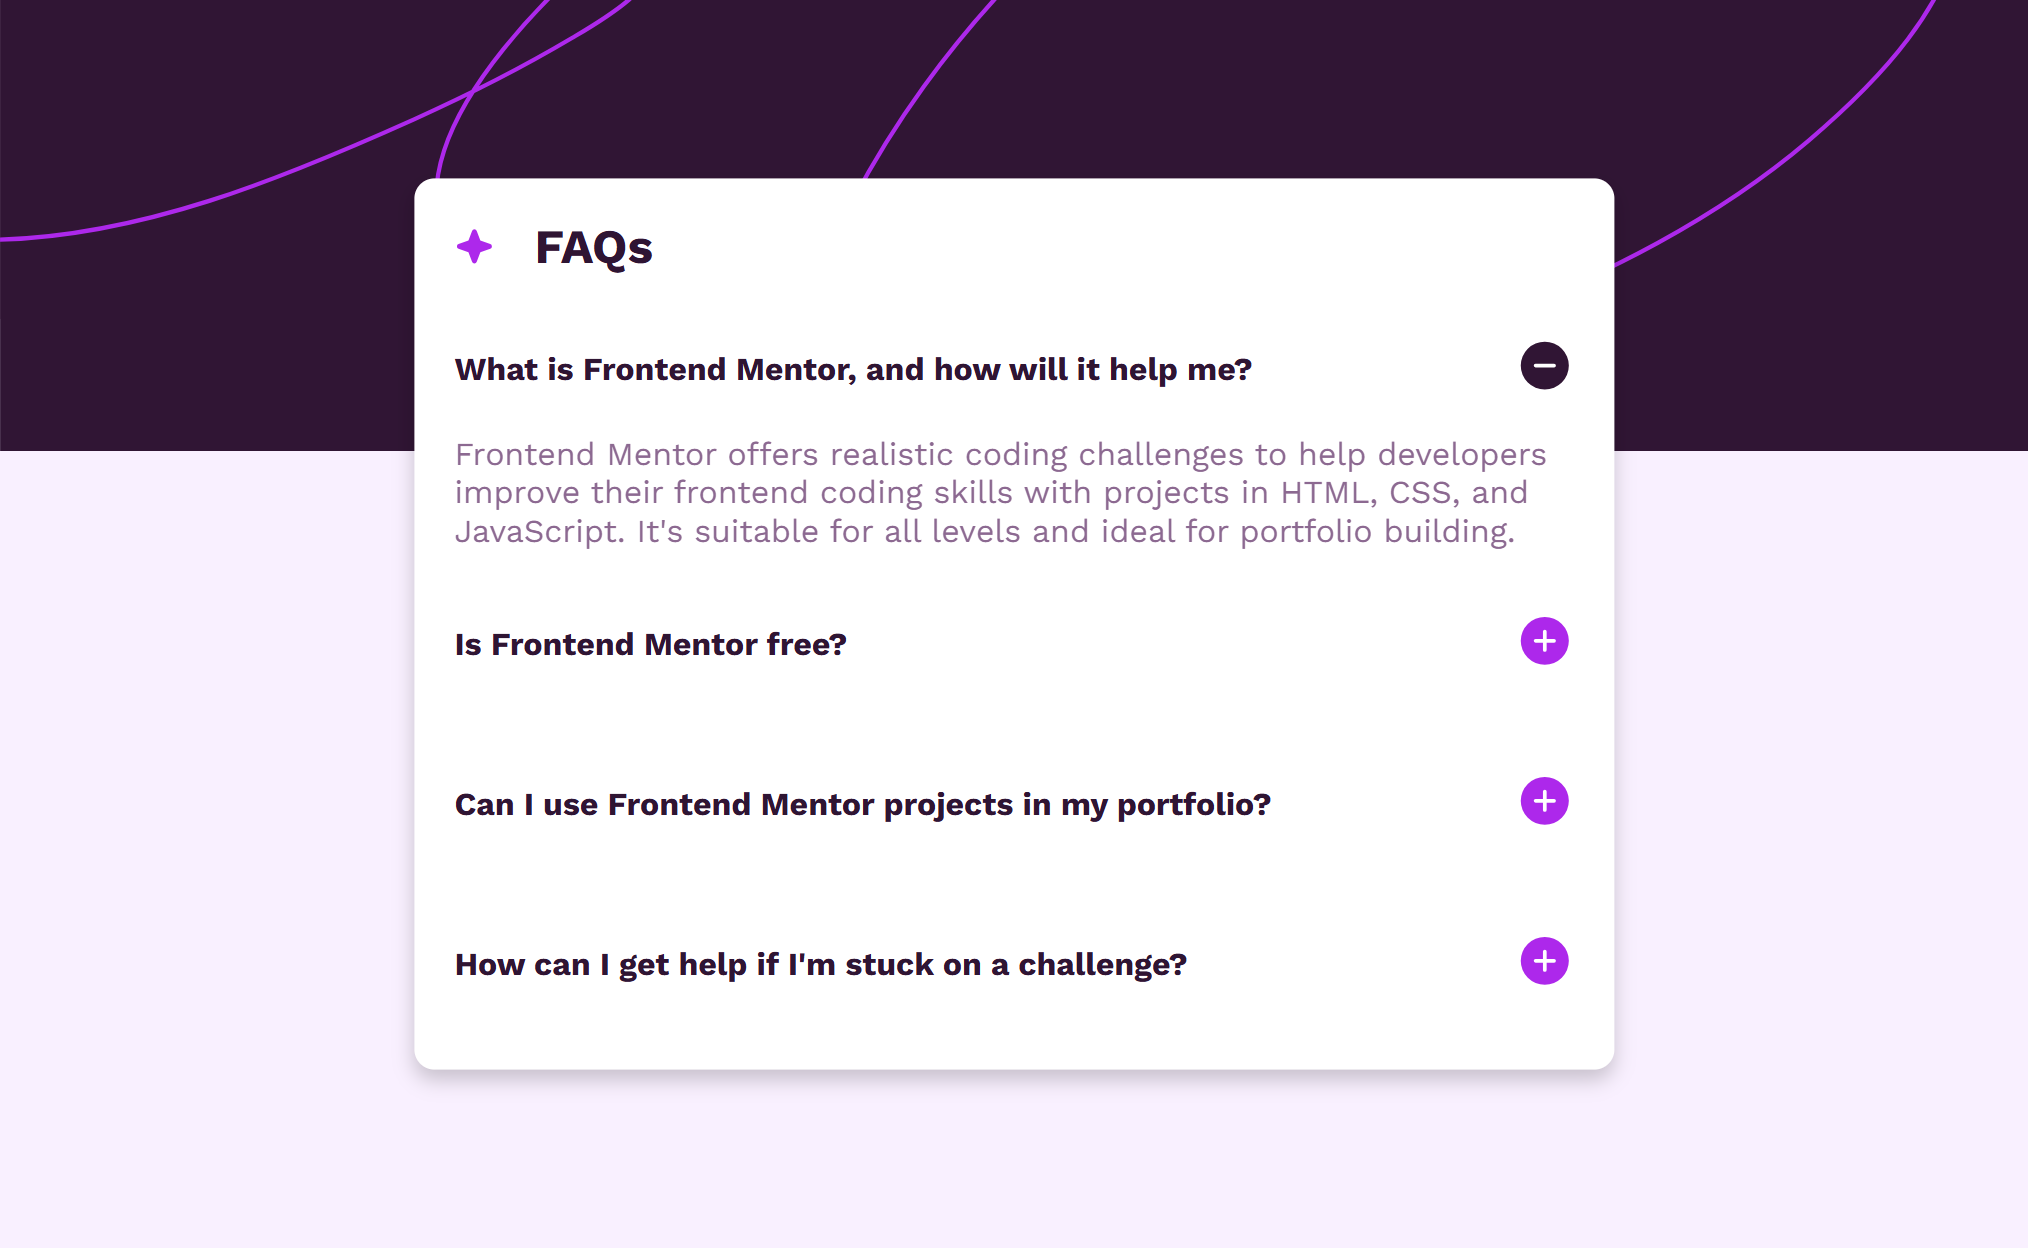 FAQs
What is Frontend Mentor, and how will it help me?
Frontend Mentor offers realistic coding challenges to help developers
improve their frontend coding skills with projects in HTML, CSS, and
JavaScript. It's suitable for all levels and ideal for portfolio building.
Is Frontend Mentor free?
Can I use Frontend Mentor projects in my portfolio?
How can I get help if I'm stuck on a challenge?